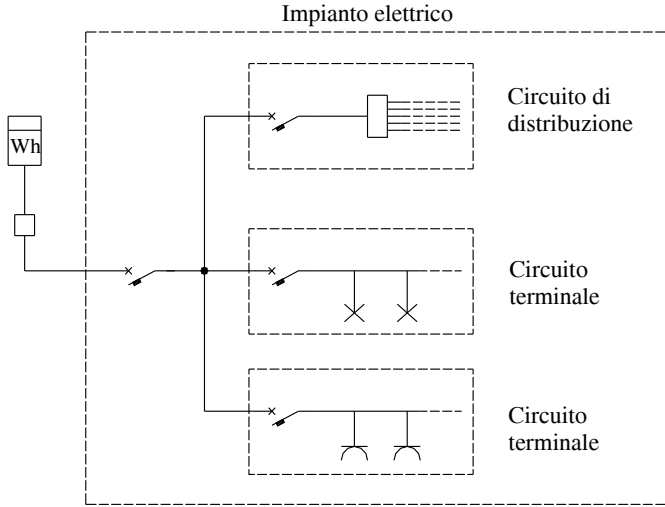 Impianto elettrico
Wh
Circuito di
distribuzione
Circuito
terminale
Circuito
terminale